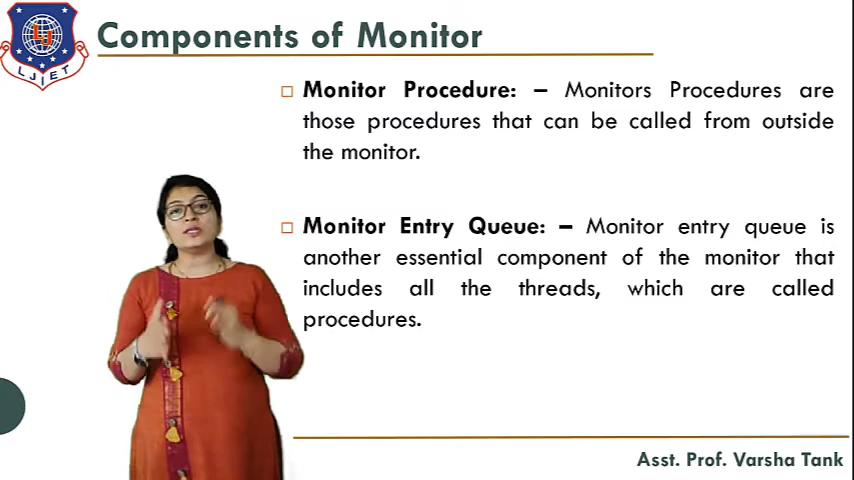 Components of Monitor
LJ
LJIET
Monitor Procedure: – Monitors Procedures are
those procedures that can be called from outside
the monitor.
Monitor Entry Queue: – Monitor entry queue is
another essential component of the monitor that
includes all the threads, which are called
procedures.
Asst. Prof. Varsha Tank